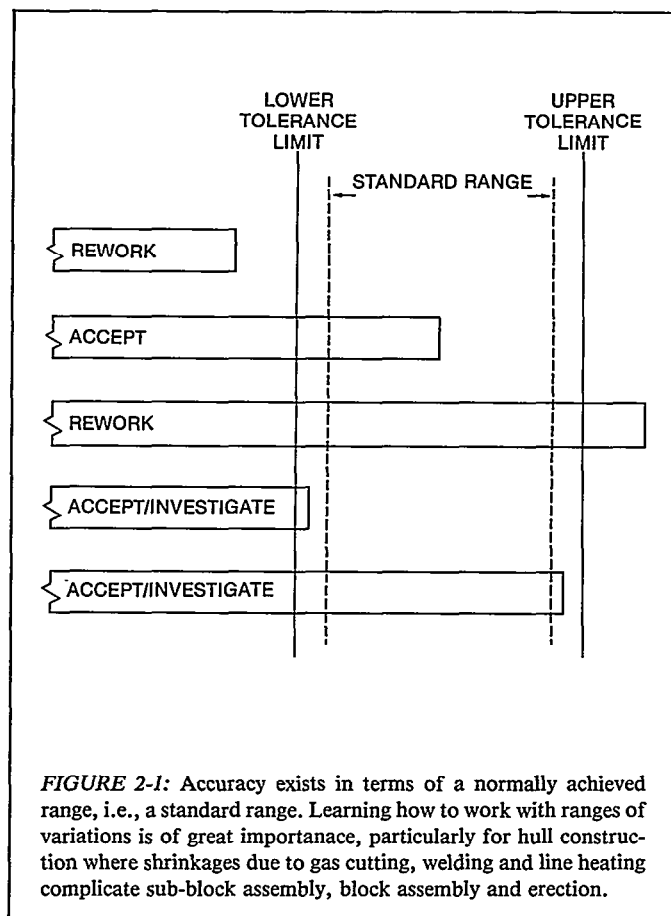 LOWER
TOLERANCE
LIMIT
UPPER
TOLERANCE
LIMIT
STANDARD RANGE
REWORK
ACCEPT
REWORK
ACCEPT/INVESTIGATE
ACCEPT/INVESTIGATE
FIGURE 2-1: Accuracy exists in terms of a normally achieved
range, i.e., a standard range. Learning how to work with ranges of
variations is of great importanace, particularly for hull construc-
tion where shrinkages due to gas cutting, welding and line heating
complicate sub-block assembly, block assembly and erection.